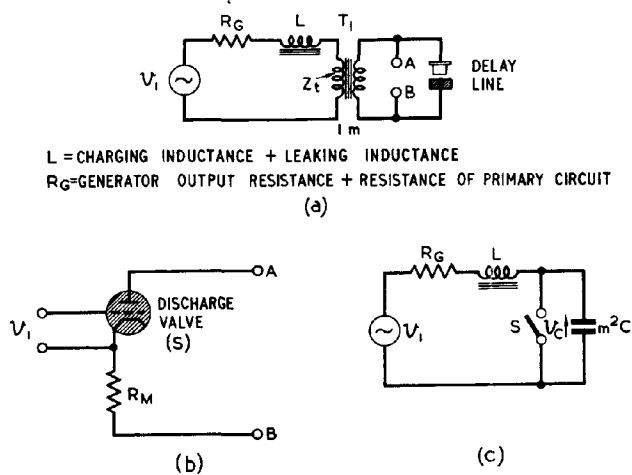 R_G L T_1
V_1 Z_t A B DELAY
LINE
1 m
L = CHARGING INDUCTANCE + LEAKING INDUCTANCE
R_G=GENERATOR OUTPUT RESISTANCE + RESISTANCE OF PRIMARY CIRCUIT
(a)
A
V_1 DISCHARGE
VALVE
(S)
R_M
B
(b)
R_G L
V_1 S V_C m²C
(c)